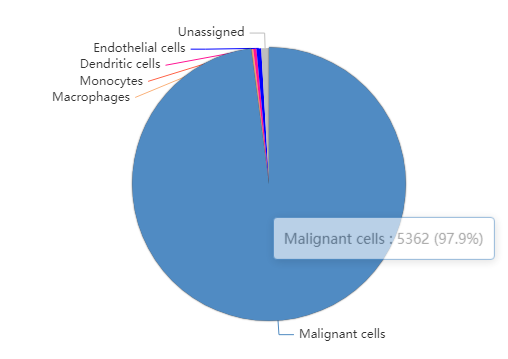 Unassigned
Endothelial cells
Dendritic cells
Monocytes
Macrophages
Malignant cells : 5362 (97.9%)
Malignant cells